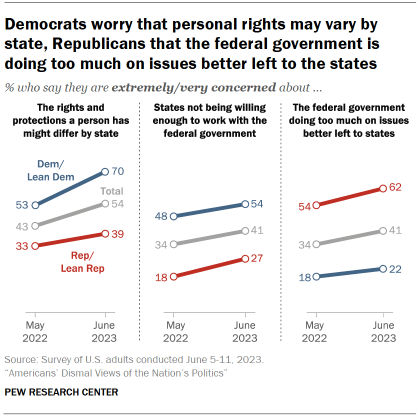 Democrats worry that personal rights may vary by
state, Republicans that the federal government is
doing too much on issues better left to the states
% who say they are extremely/very concerned about ...
The rights and
protections a person has
might differ by state
States not being willing
enough to work with the
federal government
The federal government
doing too much on issues
better left to states
Dem/
Lean Dem
70
53
Total
54
43
39
33
Rep/
Lean Rep
54
48
41
34
27
18
62
54
41
34
22
18
May
2022
June
2023
May
2022
June
2023
May
2022
June
2023
Source: Survey of U.S. adults conducted June 5-11, 2023.
"Americans' Dismal Views of the Nation's Politics"
PEW RESEARCH CENTER